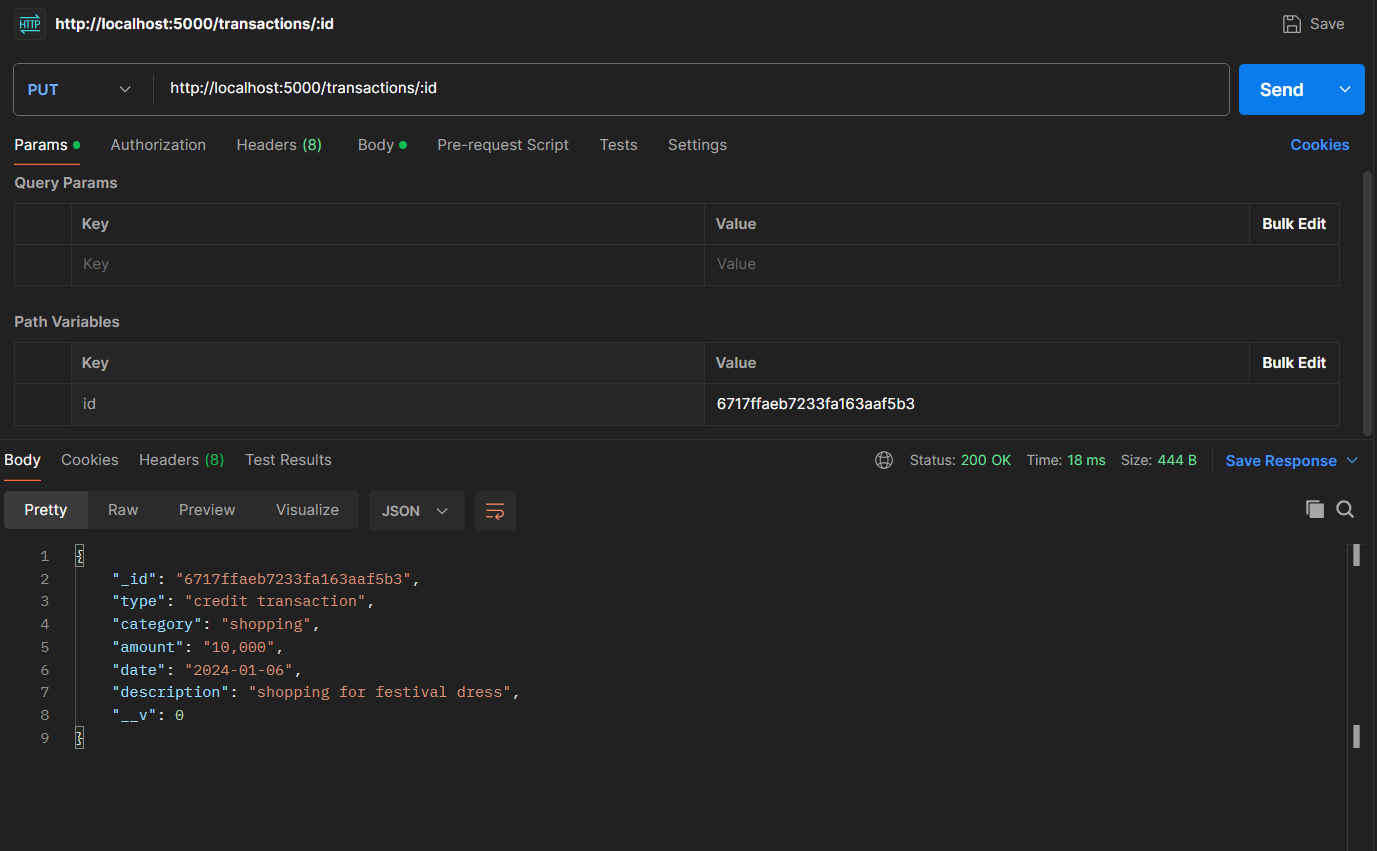 HTTP http://localhost:5000/transactions/:id Save
PUT http://localhost:5000/transactions/:id Send
Params Authorization Headers (8) Body Pre-request Script Tests Settings Cookies
Query Params
Key Value Bulk Edit
Key Value
Path Variables
Key Value Bulk Edit
id 6717ffaeb7233fa163aaf5b3
Body Cookies Headers (8) Test Results Status: 200 OK Time: 18 ms Size: 444 B Save Response
Pretty Raw Preview Visualize JSON
1 {
2 "_id": "6717ffaeb7233fa163aaf5b3",
3 "type": "credit transaction",
4 "category": "shopping",
5 "amount": "10,000",
6 "date": "2024-01-06",
7 "description": "shopping for festival dress",
8 "__v": 0
9 }